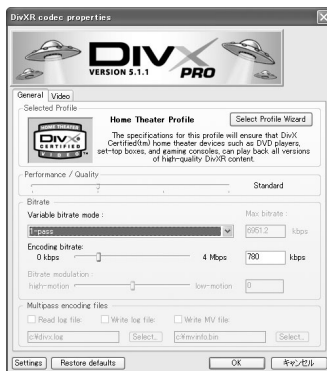 DivXR codec properties
DIVX
VERSION 5.1.1 PRO
General Video
Selected Profile
HOME THEATER
DIVX
CERTIFIED
VIDEO
Home Theater Profile
Select Profile Wizard
The specifications for this profile will ensure that DivX
Certified(tm) home theater devices such as DVD players,
set-top boxes, and gaming consoles, can play back all versions
of high-quality DivXR content.
Performance / Quality
Standard
Bitrate
Variable bitrate mode :
Max bitrate :
1-pass
6951.2 kbps
Encoding bitrate:
0 kbps 4 Mbps 780 kbps
Bitrate modulation :
high-motion low-motion 0
Multipass encoding files
Read log file: Write log file: Write MV file:
c:¥divx.log Select.. c:¥mvinfo.bin Select..
Settings Restore defaults OK キャンセル